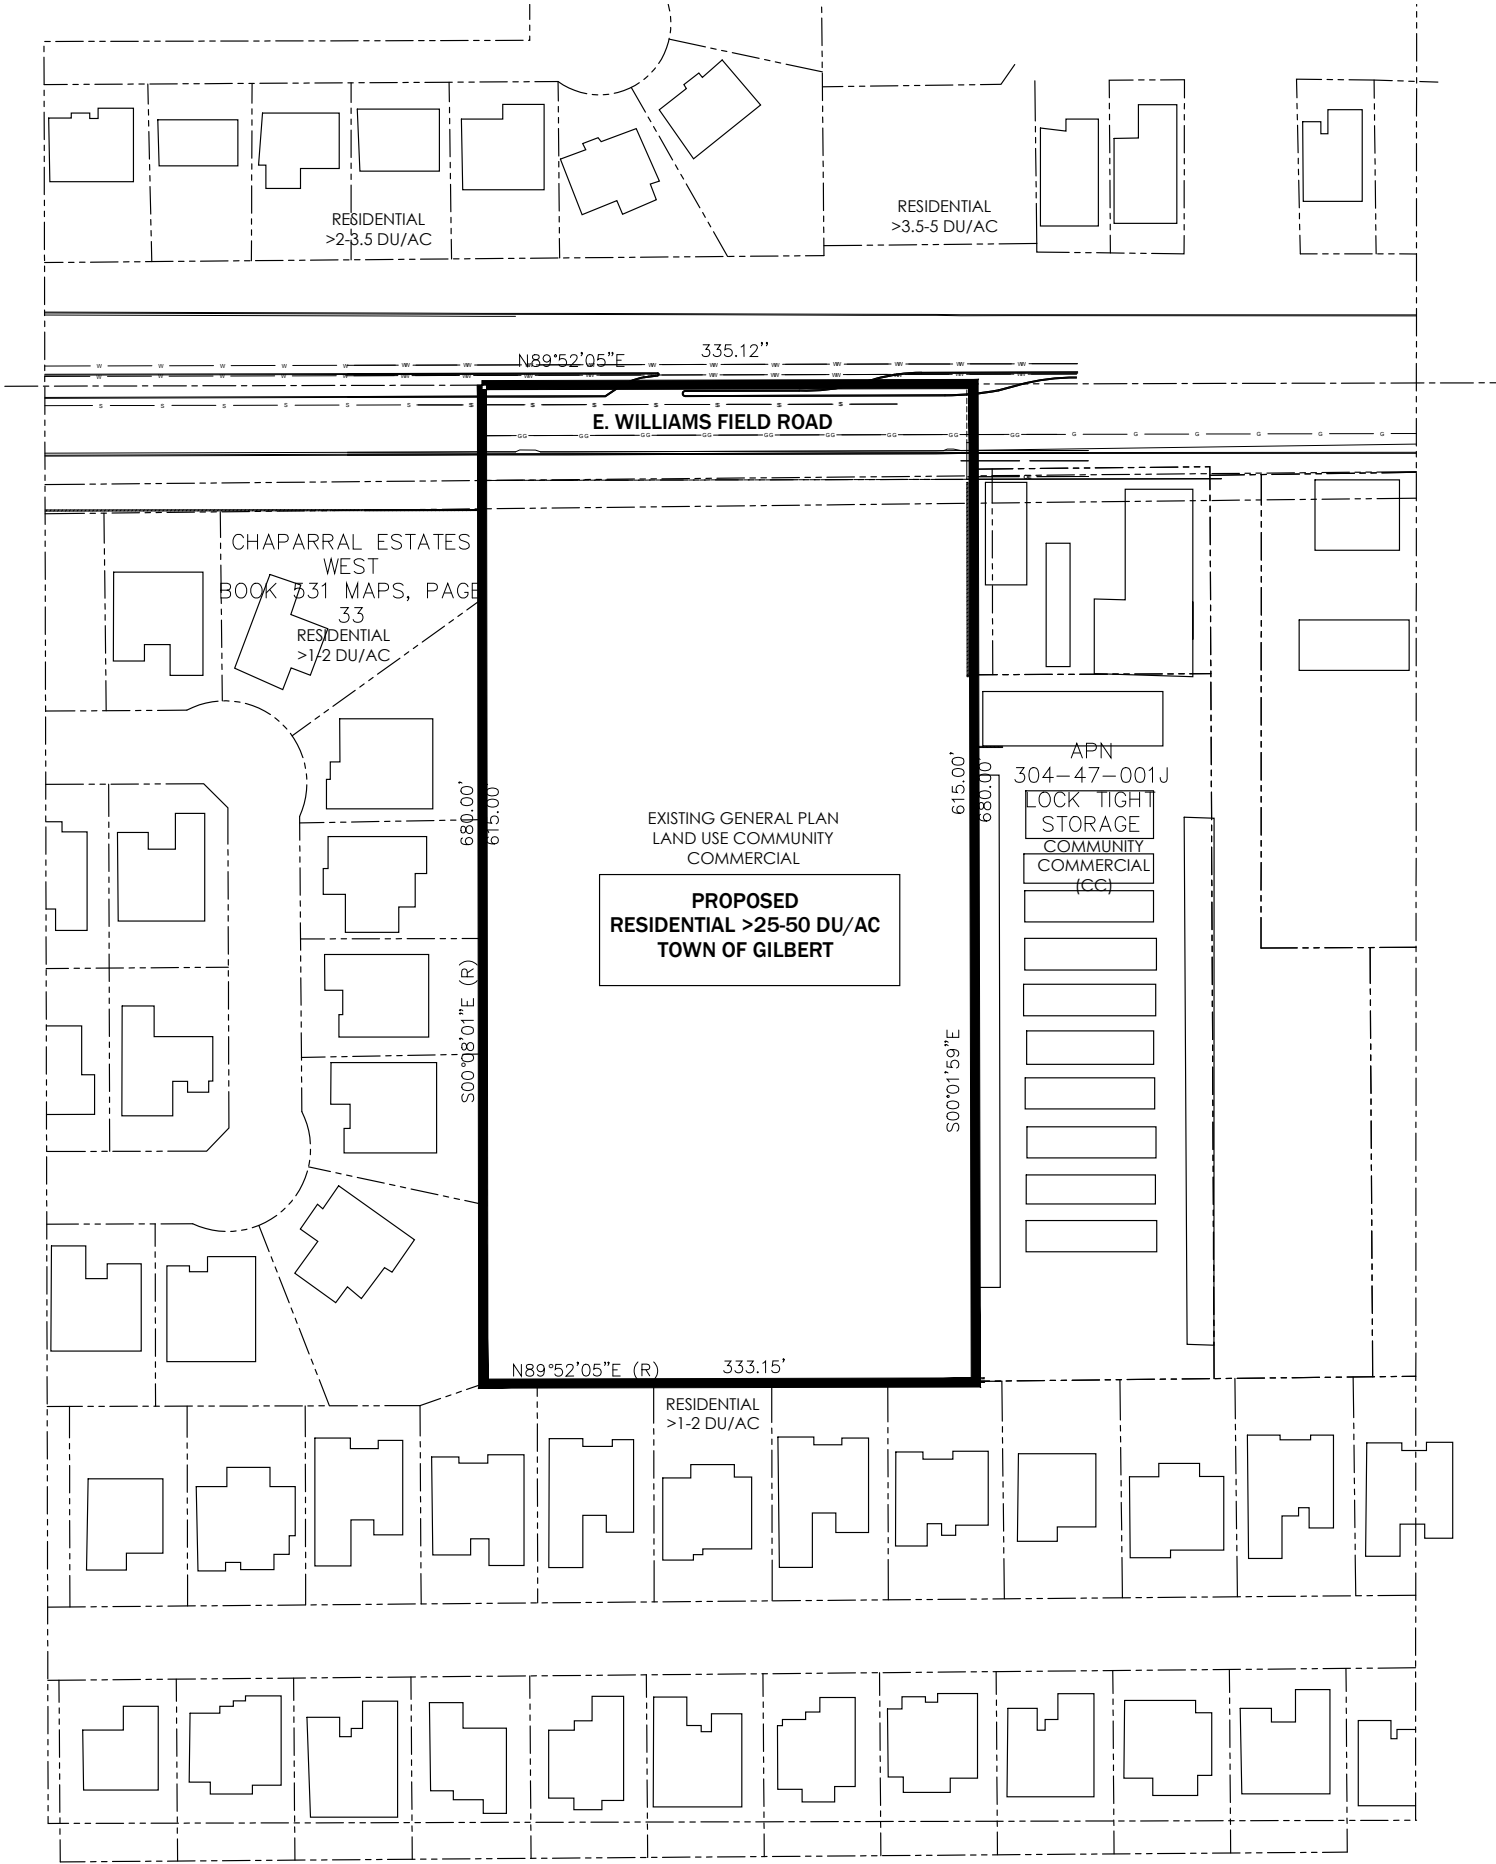 RESIDENTIAL
>2-3.5 DU/AC
RESIDENTIAL
>3.5-5 DU/AC
N89°52'05"E
335.12''
E. WILLIAMS FIELD ROAD
CHAPARRAL ESTATES
WEST
BOOK 531 MAPS, PAGE
33
RESIDENTIAL
>1-2 DU/AC
680.00'
615.00'
S00°08'01"E (R)
EXISTING GENERAL PLAN
LAND USE COMMUNITY
COMMERCIAL
PROPOSED
RESIDENTIAL >25-50 DU/AC
TOWN OF GILBERT
615.00'
680.00'
S00°01'59"E
APN
304-47-001J
LOCK TIGHT
STORAGE
COMMUNITY
COMMERCIAL
(CC)
N89°52'05"E (R)
333.15'
RESIDENTIAL
>1-2 DU/AC